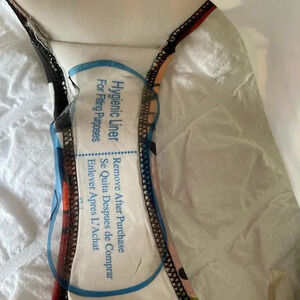 Hygienic Liner
For Fitting Purposes
Remove After Purchase
Se Quita Despues de Comprar
Enlever Apres L'Achat